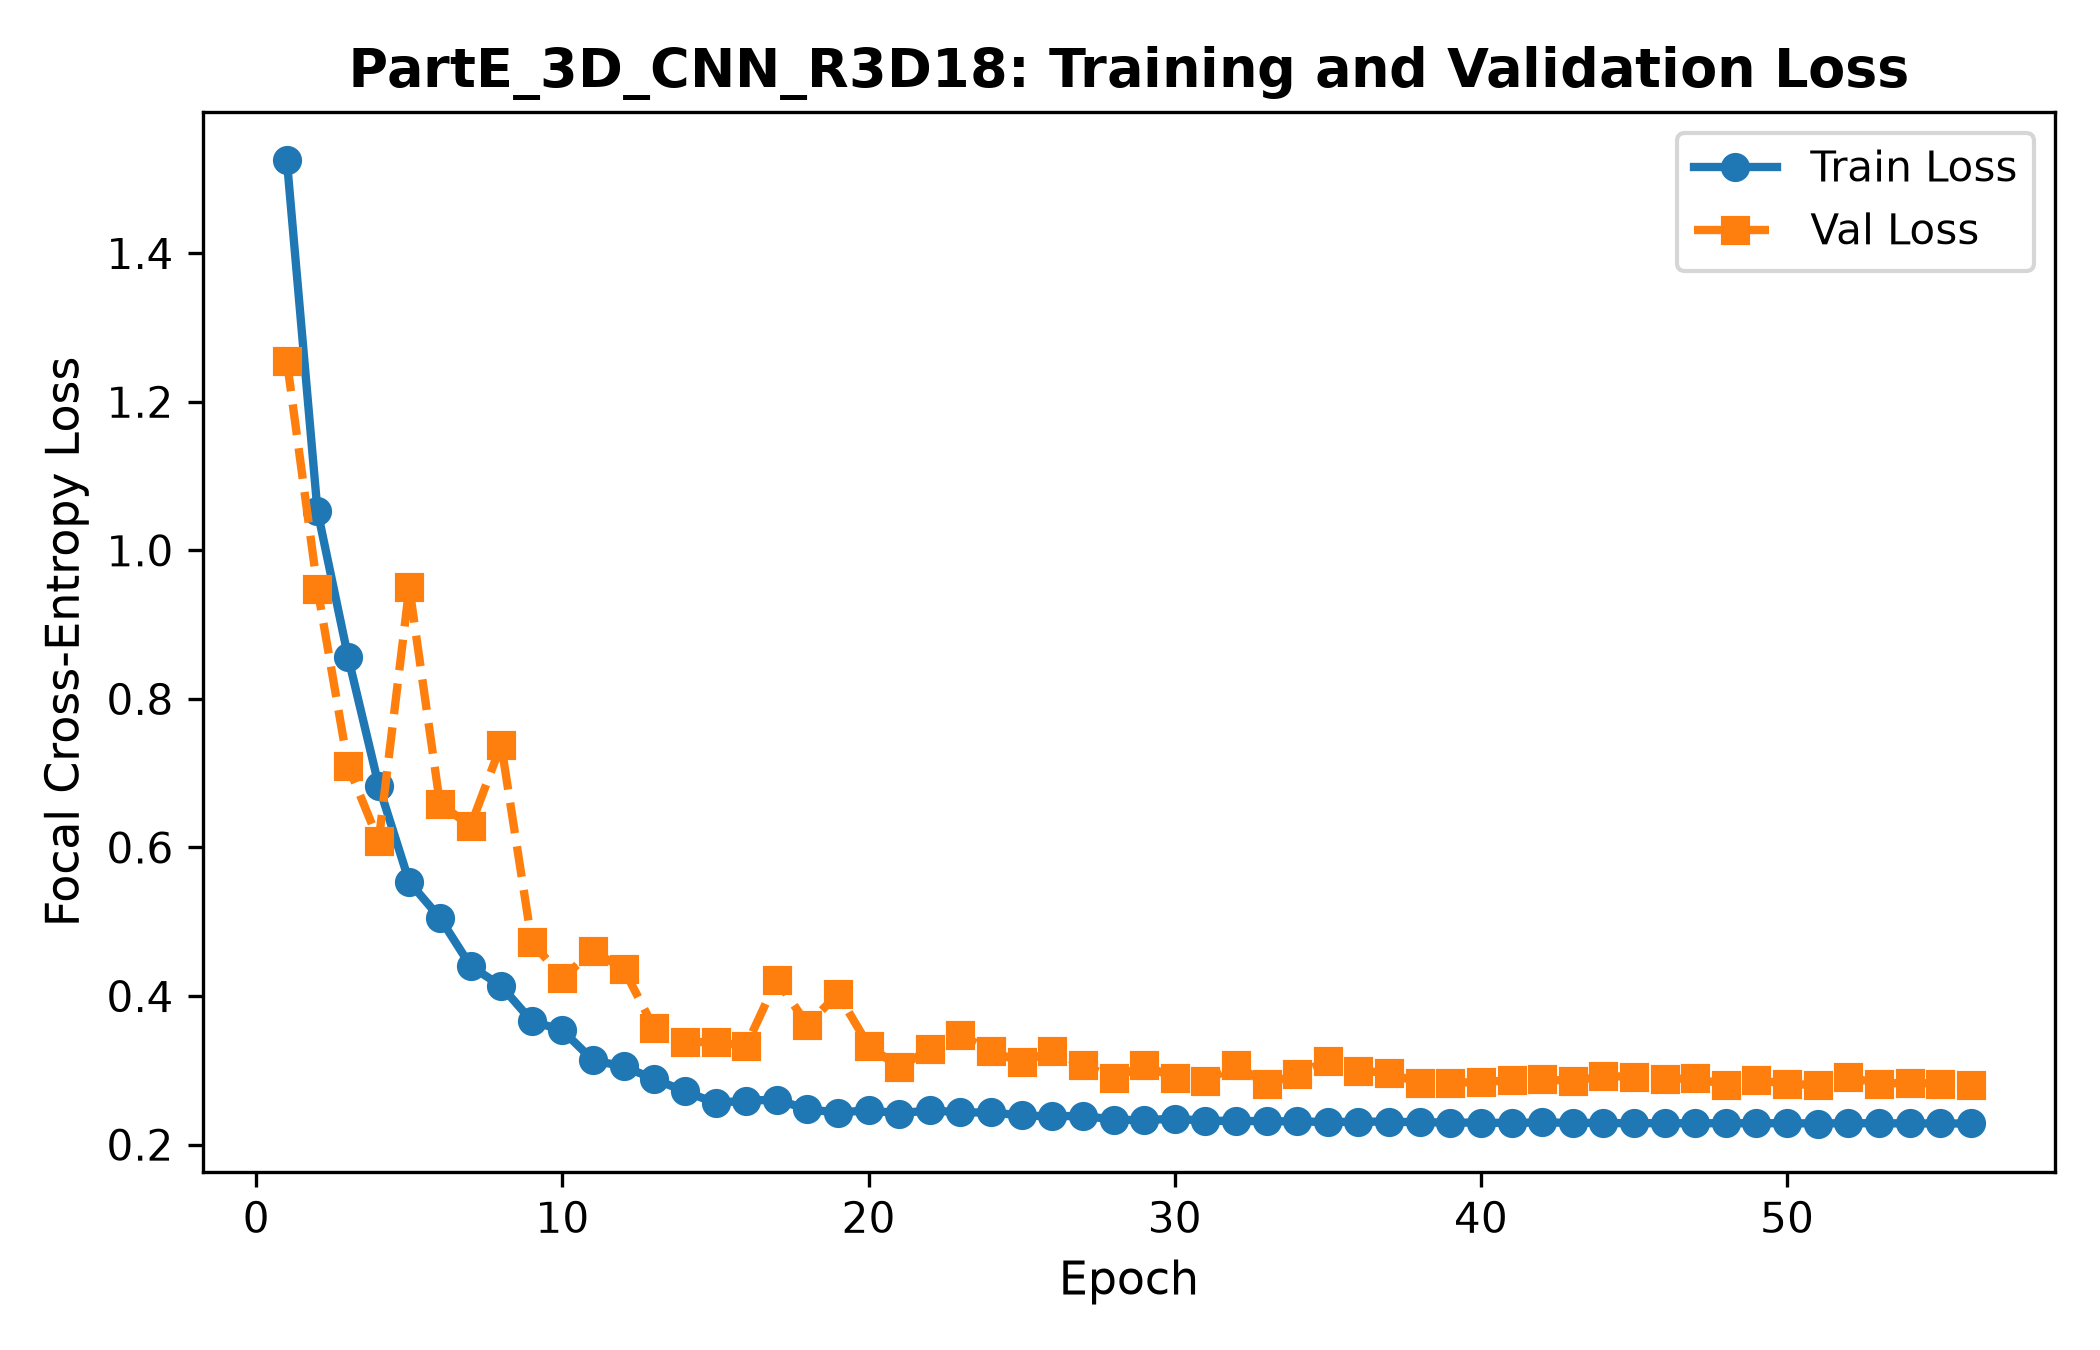 PartE_3D_CNN_R3D18: Training and Validation Loss
Train Loss
Val Loss
Focal Cross-Entropy Loss
1.4
1.2
1.0
0.8
0.6
0.4
0.2
0 10 20 30 40 50
Epoch